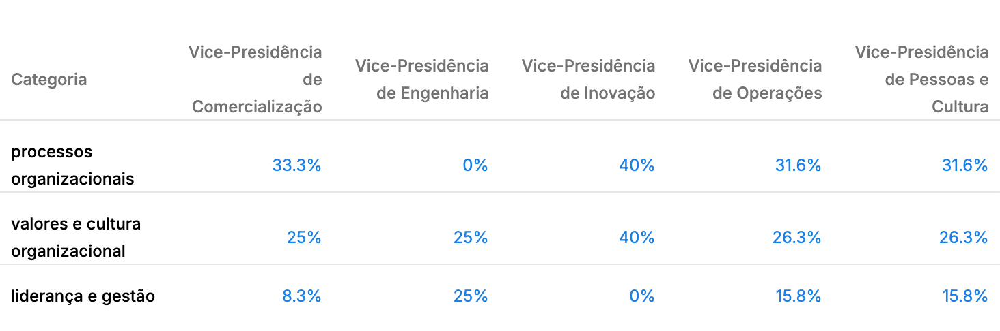 Categoria
Vice-Presidência
de
Comercialização
Vice-Presidência
de Engenharia
Vice-Presidência
de Inovação
Vice-Presidência
de Operações
Vice-Presidência
de Pessoas e
Cultura
processos
organizacionais
33.3%
0%
40%
31.6%
31.6%
valores e cultura
organizacional
25%
25%
40%
26.3%
26.3%
liderança e gestão
8.3%
25%
0%
15.8%
15.8%